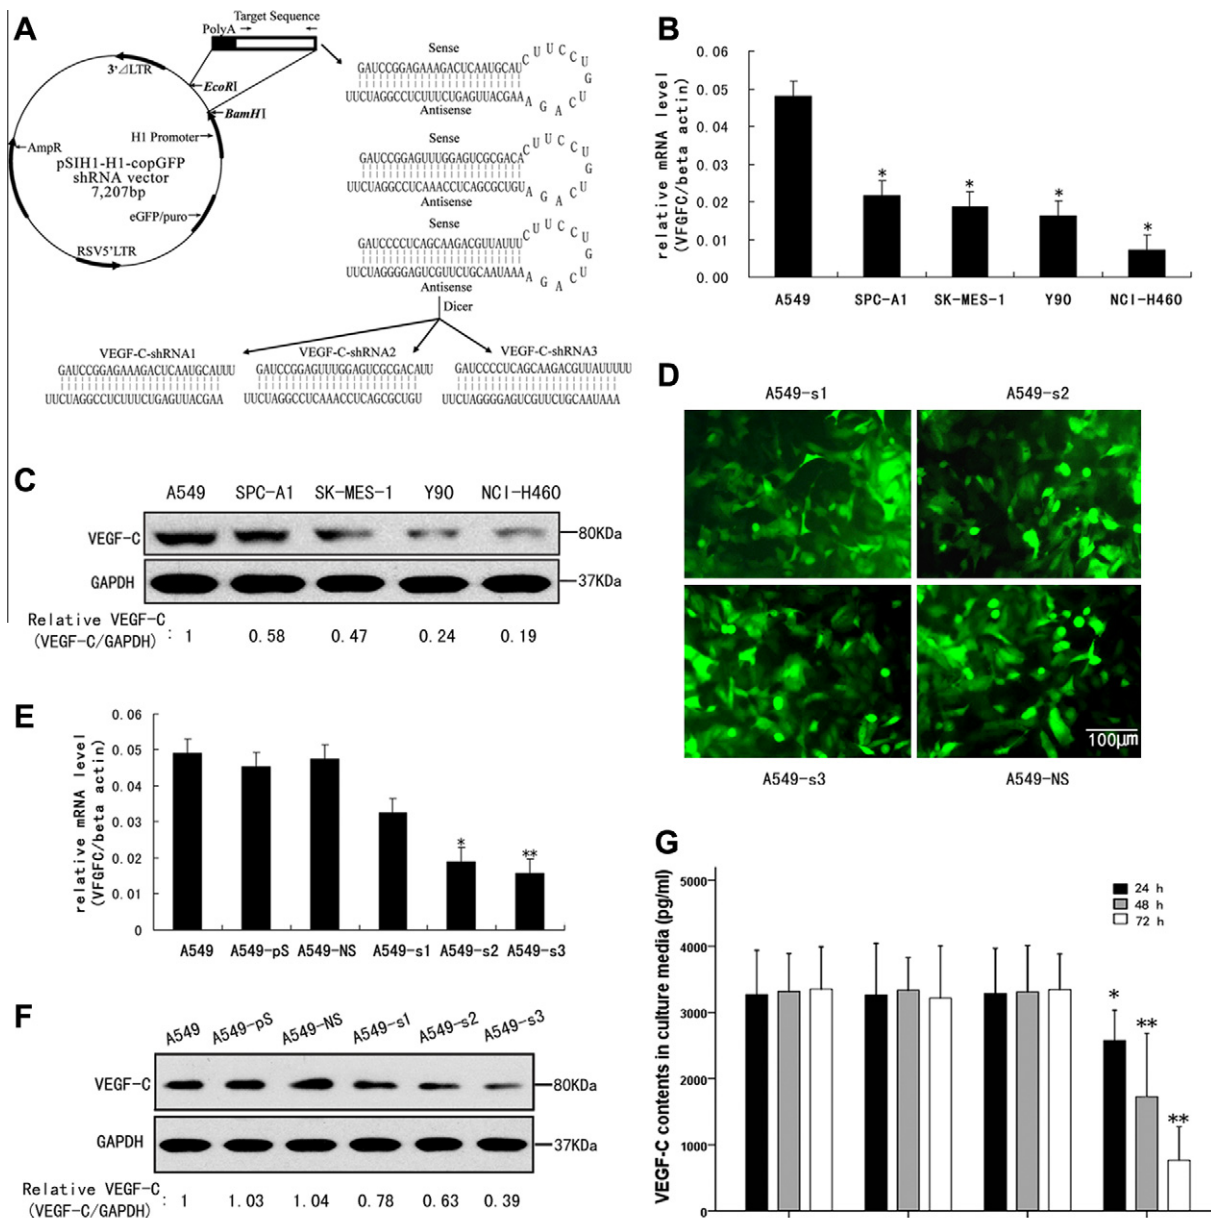 A
PolyA
Target Sequence
3'⊿LTR
EcoRI
BamHI
H1 Promoter
AmpR
pSIH1-H1-copGFP
shRNA vector
7,207bp
eGFP/puro
RSV5'LTR
Sense
GAUCCGGAGAAAGACUCAAUGCAU
CUUCCUGUCAGA
UUCUAGGCCUCUUUCUGAGUUACGAA
Antisense
Sense
GAUCCGGAGUUUGGAGUCGCGACA
CUUCCUGUCAGA
UUCUAGGCCUCAAACCUCAGCGCUGU
Antisense
Sense
GAUCCCCUCAGCAAGACGUUAUUU
CUUCCUGUCAGA
UUCUAGGGGAGUCGUUCUGCAAUAAA
Antisense
Dicer
VEGF-C-shRNA1
GAUCCGGAGAAAGACUCAAUGCAUUU
UUCUAGGCCUCUUUCUGAGUUACGAA
VEGF-C-shRNA2
GAUCCGGAGUUUGGAGUCGCGACAUU
UUCUAGGCCUCAAACCUCAGCGCUGU
VEGF-C-shRNA3
GAUCCCCUCAGCAAGACGUUAUUUUU
UUCUAGGGGAGUCGUUCUGCAAUAAA
B
relative mRNA level
(VFGFC/beta actin)
0.06
0.05
0.04
0.03
0.02
0.01
0.00
* * * *
A549 SPC-A1 SK-MES-1 Y90 NCI-H460
C
A549 SPC-A1 SK-MES-1 Y90 NCI-H460
VEGF-C 80KDa
GAPDH 37KDa
Relative VEGF-C
(VEGF-C/GAPDH) : 1 0.58 0.47 0.24 0.19
D
A549-s1 A549-s2
100μm
A549-s3 A549-NS
E
relative mRNA level
(VFGFC/beta actin)
0.06
0.05
0.04
0.03
0.02
0.01
0
* **
A549 A549-pS A549-NS A549-s1 A549-s2 A549-s3
F
A549 A549-pS A549-NS A549-s1 A549-s2 A549-s3
VEGF-C 80KDa
GAPDH 37KDa
Relative VEGF-C
(VEGF-C/GAPDH) : 1 1.03 1.04 0.78 0.63 0.39
G
VEGF-C contents in culture media (pg/ml)
5000
4000
3000
2000
1000
0
24 h
48 h
72 h
* ** **